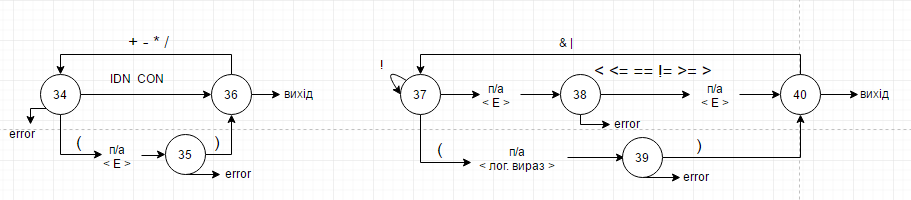 + - * /
IDN CON
34
36
вихід
error
(
п/а
< E >
35
)
error
& |
!
37
п/а
< E >
38
< <= == != >= >
п/а
< E >
40
вихід
error
(
п/а
< лог. вираз >
39
)
error